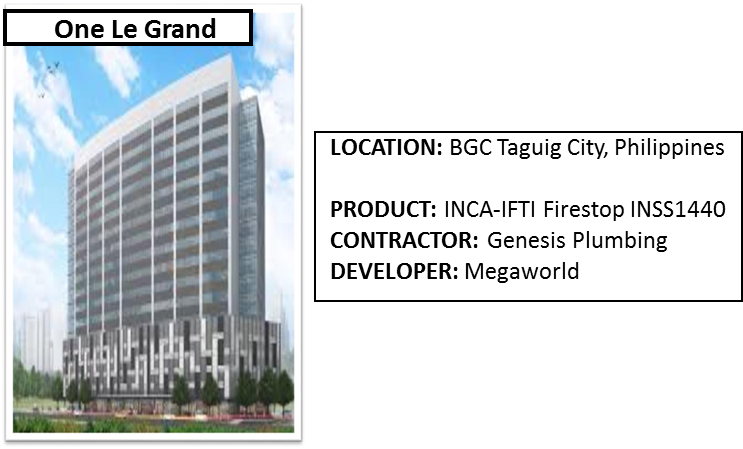 One Le Grand
LOCATION: BGC Taguig City, Philippines
PRODUCT: INCA-IFTI Firestop INSS1440
CONTRACTOR: Genesis Plumbing
DEVELOPER: Megaworld